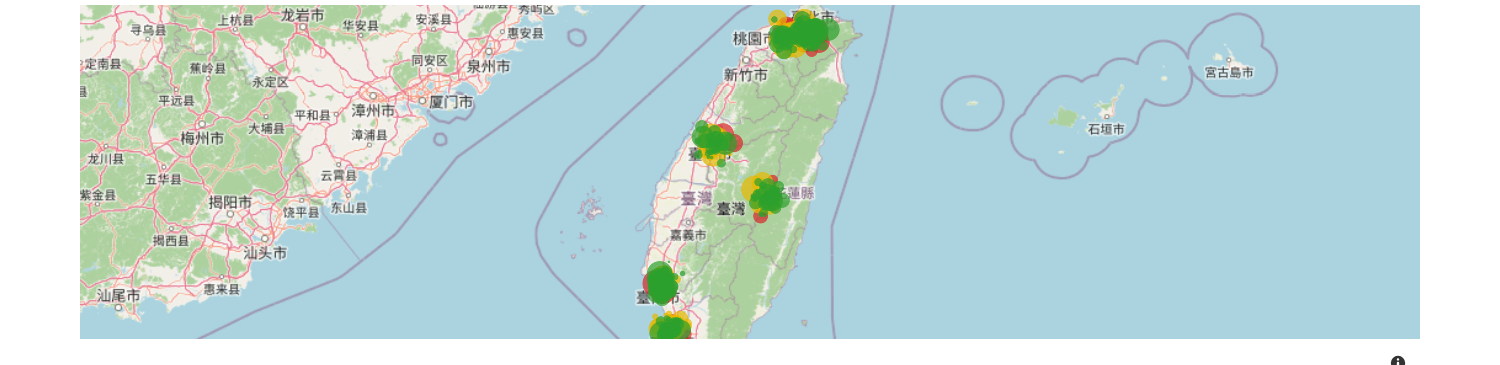 龙岩市
上杭县
寻乌县
华安县
安溪县
惠安县
桃園市
定南县
蕉岭县
永定区
同安区
泉州市
新竹市
宮古島市
平远县
平和县
漳州市
厦门市
梅州市
大埔县
漳浦县
石垣市
龙川县
五华县
云霄县
紫金县
揭阳市
饶平县
东山县
臺灣
臺灣
蓮縣
揭西县
汕头市
嘉義市
惠来县
汕尾市